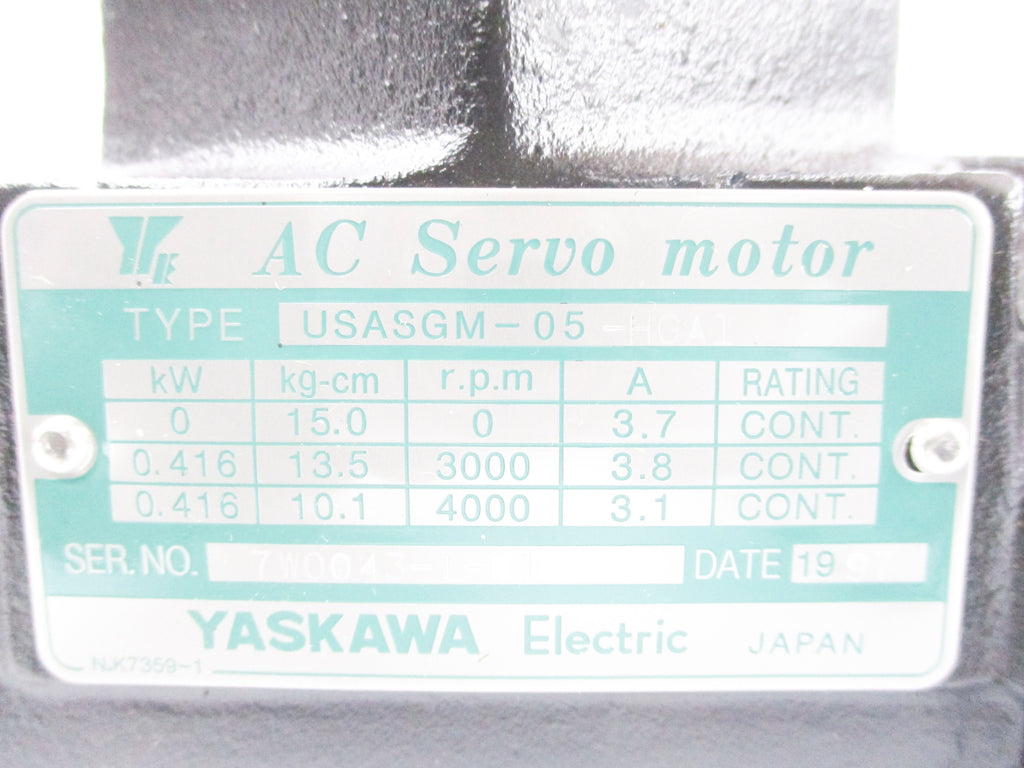 AC Servo motor
TYPE USASGM-05-HCA1
kW kg-cm r.p.m A RATING
0 15.0 0 3.7 CONT.
0.416 13.5 3000 3.8 CONT.
0.416 10.1 4000 3.1 CONT.
SER. NO. DATE 1997
YASKAWA Electric JAPAN
NJK7359-1